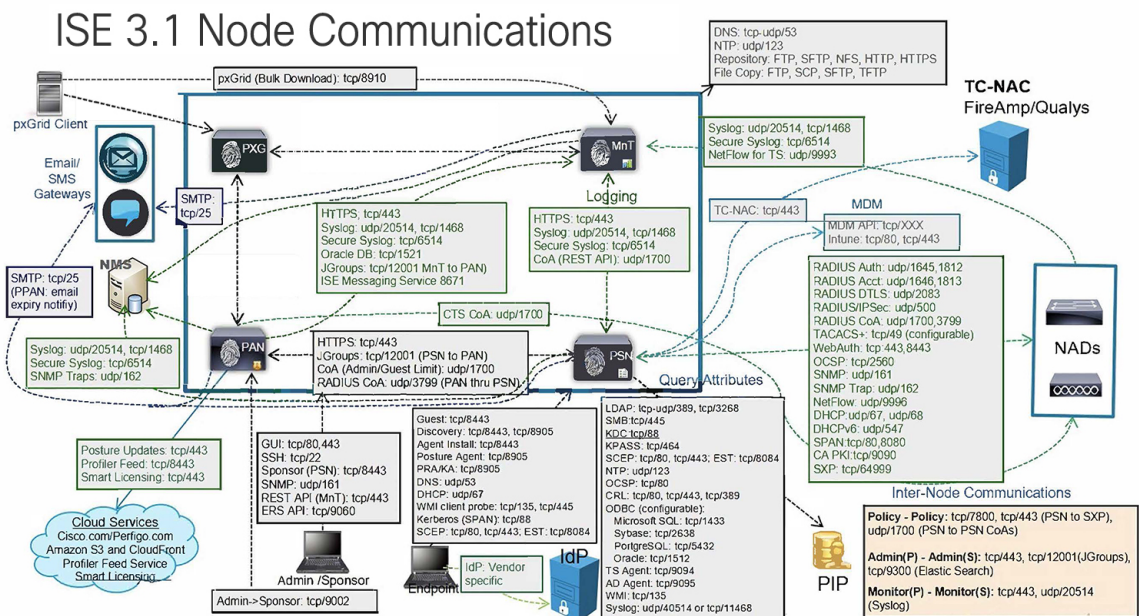 ISE 3.1 Node Communications
DNS: tcp-udp/53
NTP: udp/123
Repository: FTP, SFTP, NFS, HTTP, HTTPS
File Copy: FTP, SCP, SFTP, TFTP
pxGrid (Bulk Download): tcp/8910
pxGrid Client
TC-NAC
FireAmp/Qualys
PXG
MnT
Syslog: udp/20514, tcp/1468
Secure Syslog: tcp/6514
NetFlow for TS: udp/9993
Email/
SMS
Gateways
SMTP:
tcp/25
Logging
HTTPS; tcp/443
Syslog: udp/20514, tcp/1468
Secure Syslog: tcp/6514
Oracle DB: tcp/1521
JGroups: tcp/12001 MnT to PAN)
ISE Messaging Service 8671
HTTPS: tcp/443
Syslog: udp/20514, tcp/1468
Secure Syslog: tcp/6514
CoA (REST API): udp/1700
TC-NAC: tcp/443
MDM
MDM API: tcp/XXX
Intune: tcp/80, tcp/443
NMS
SMTP: tcp/25
(PPAN: email
expiry notifiy)
CTS CoA: udp/1700
RADIUS Auth: udp/1645,1812
RADIUS Acct: udp/1646,1813
RADIUS DTLS: udp/2083
RADIUS/IPSec: udp/500
RADIUS CoA: udp/1700,3799
TACACS+: tcp/49 (configurable)
WebAuth: tcp 443,8443
OCSP: tcp/2560
SNMP: udp/161
SNMP Trap: udp/162
NetFlow: udp/9996
DHCP:udp/67, udp/68
DHCPv6: udp/547
SPAN:tcp/80,8080
CA PKI:tcp/9090
SXP: tcp/64999
NADs
Syslog: udp/20514, tcp/1468
Secure Syslog: tcp/6514
SNMP Traps: udp/162
PAN
HTTPS: tcp/443
JGroups: tcp/12001 (PSN to PAN)
CoA (Admin/Guest Limit): udp/1700
RADIUS CoA: udp/3799 (PAN thru PSN)
PSN
Query Attributes
Posture Updates: tcp/443
Profiler Feed: tcp/8443
Smart Licensing: tcp/443
GUI: tcp/80,443
SSH: tcp/22
Sponsor (PSN): tcp/8443
SNMP: udp/161
REST API (MnT): tcp/443
ERS API: tcp/9060
Guest: tcp/8443
Discovery: tcp/8443, tcp/8905
Agent Install: tcp/8443
Posture Agent: tcp/8905
PRA/KA: tcp/8905
DNS: udp/53
DHCP: udp/67
WMI client probe: tcp/135, tcp/445
Kerberos (SPAN): tcp/88
SCEP: tcp/80, tcp/443, EST: tcp/8084
LDAP: tcp-udp/389, tcp/3268
SMB:tcp/445
KDC:tcp/88
KPASS: tcp/464
SCEP: tcp/80, tcp/443; EST: tcp/8084
NTP: udp/123
OCSP: tcp/80
CRL: tcp/80, tcp/443, tcp/389
ODBC (configurable):
Microsoft SQL: tcp/1433
Sybase: tcp/2638
PortgreSQL: tcp/5432
Oracle: tcp/1512
TS Agent: tcp/9094
AD Agent: tcp/9095
WMI: tcp/135
Syslog: udp/40514 or tcp/11468
Cloud Services
Cisco.com/Perfigo.com
Amazon S3 and CloudFront
Profiler Feed Service
Smart Licensing
Admin /Sponsor
Admin->Sponsor: tcp/9002
Endpoint
IdP: Vendor
specific
IdP
PIP
Inter-Node Communications
Policy - Policy: tcp/7800, tcp/443 (PSN to SXP),
udp/1700 (PSN to PSN CoAs)
Admin(P) - Admin(S): tcp/443, tcp/12001(JGroups),
tcp/9300 (Elastic Search)
Monitor(P) - Monitor(S): tcp/443, udp/20514
(Syslog)